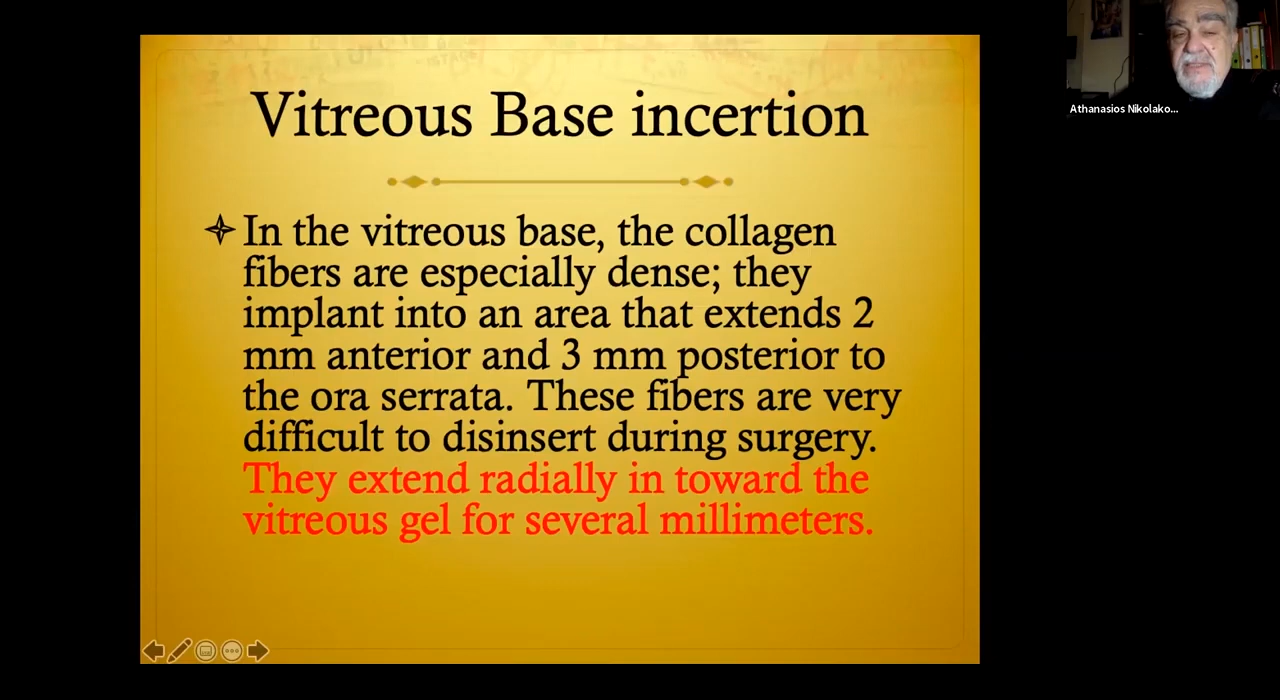 Vitreous Base incertion
In the vitreous base, the collagen
fibers are especially dense; they
implant into an area that extends 2
mm anterior and 3 mm posterior to
the ora serrata. These fibers are very
difficult to disinsert during surgery.
They extend radially in toward the
vitreous gel for several millimeters.
Athanasios Nikolako...